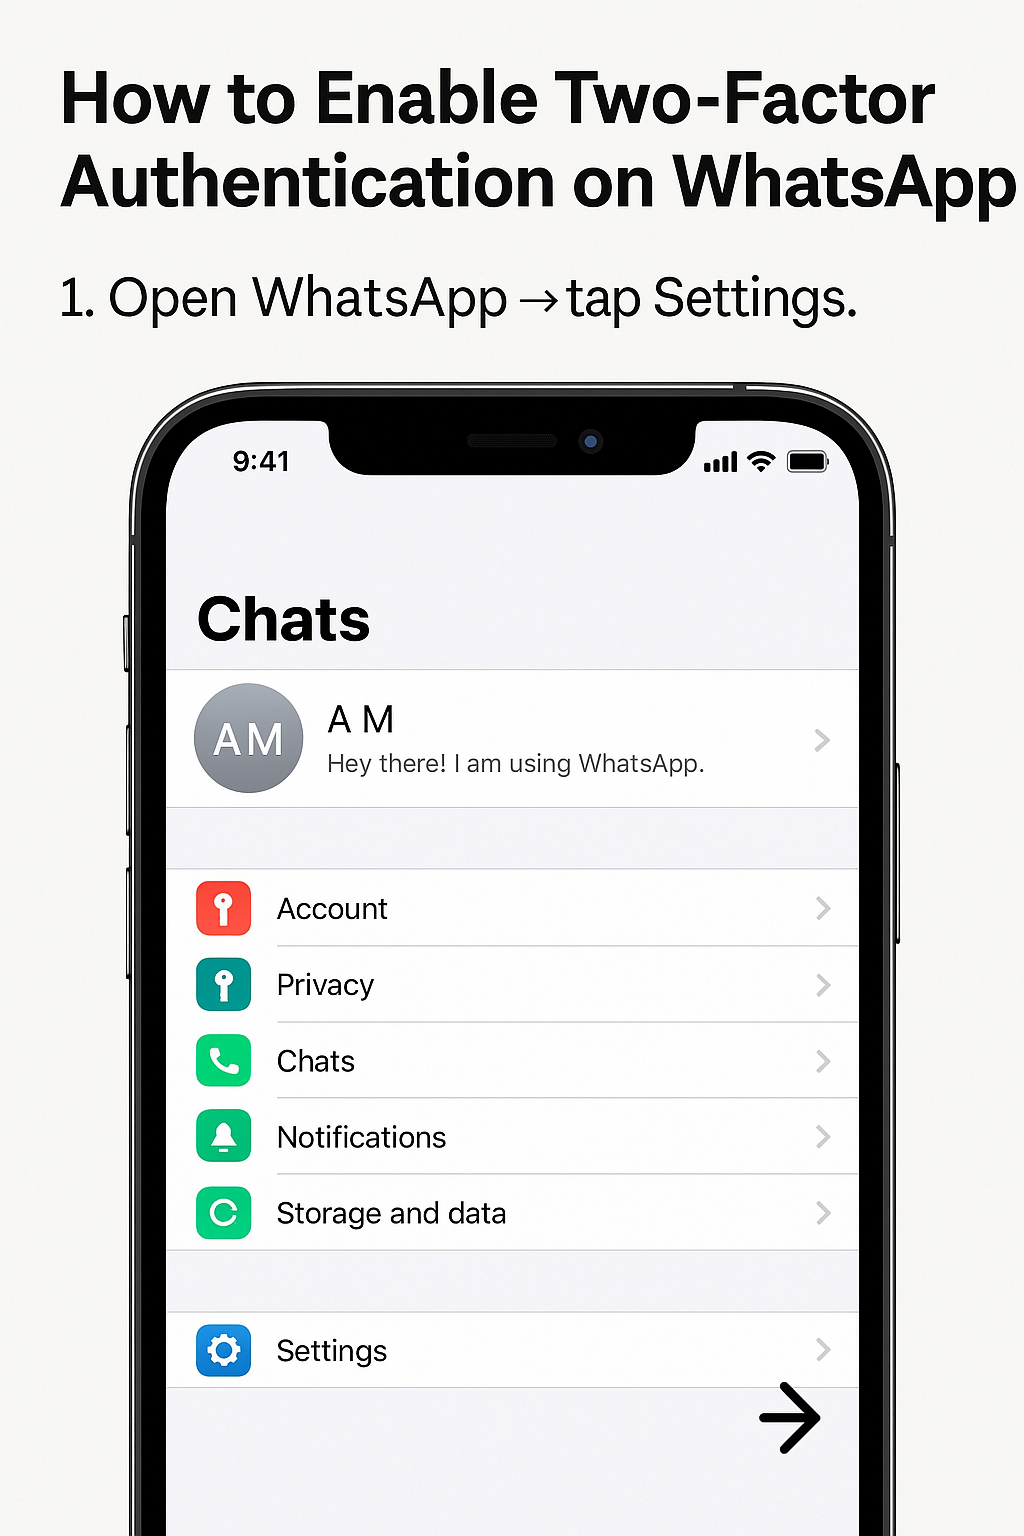 How to Enable Two-Factor
Authentication on WhatsApp
1. Open WhatsApp → tap Settings.
9:41
Chats
AM
A M
Hey there! I am using WhatsApp.
Account
Privacy
Chats
Notifications
Storage and data
Settings